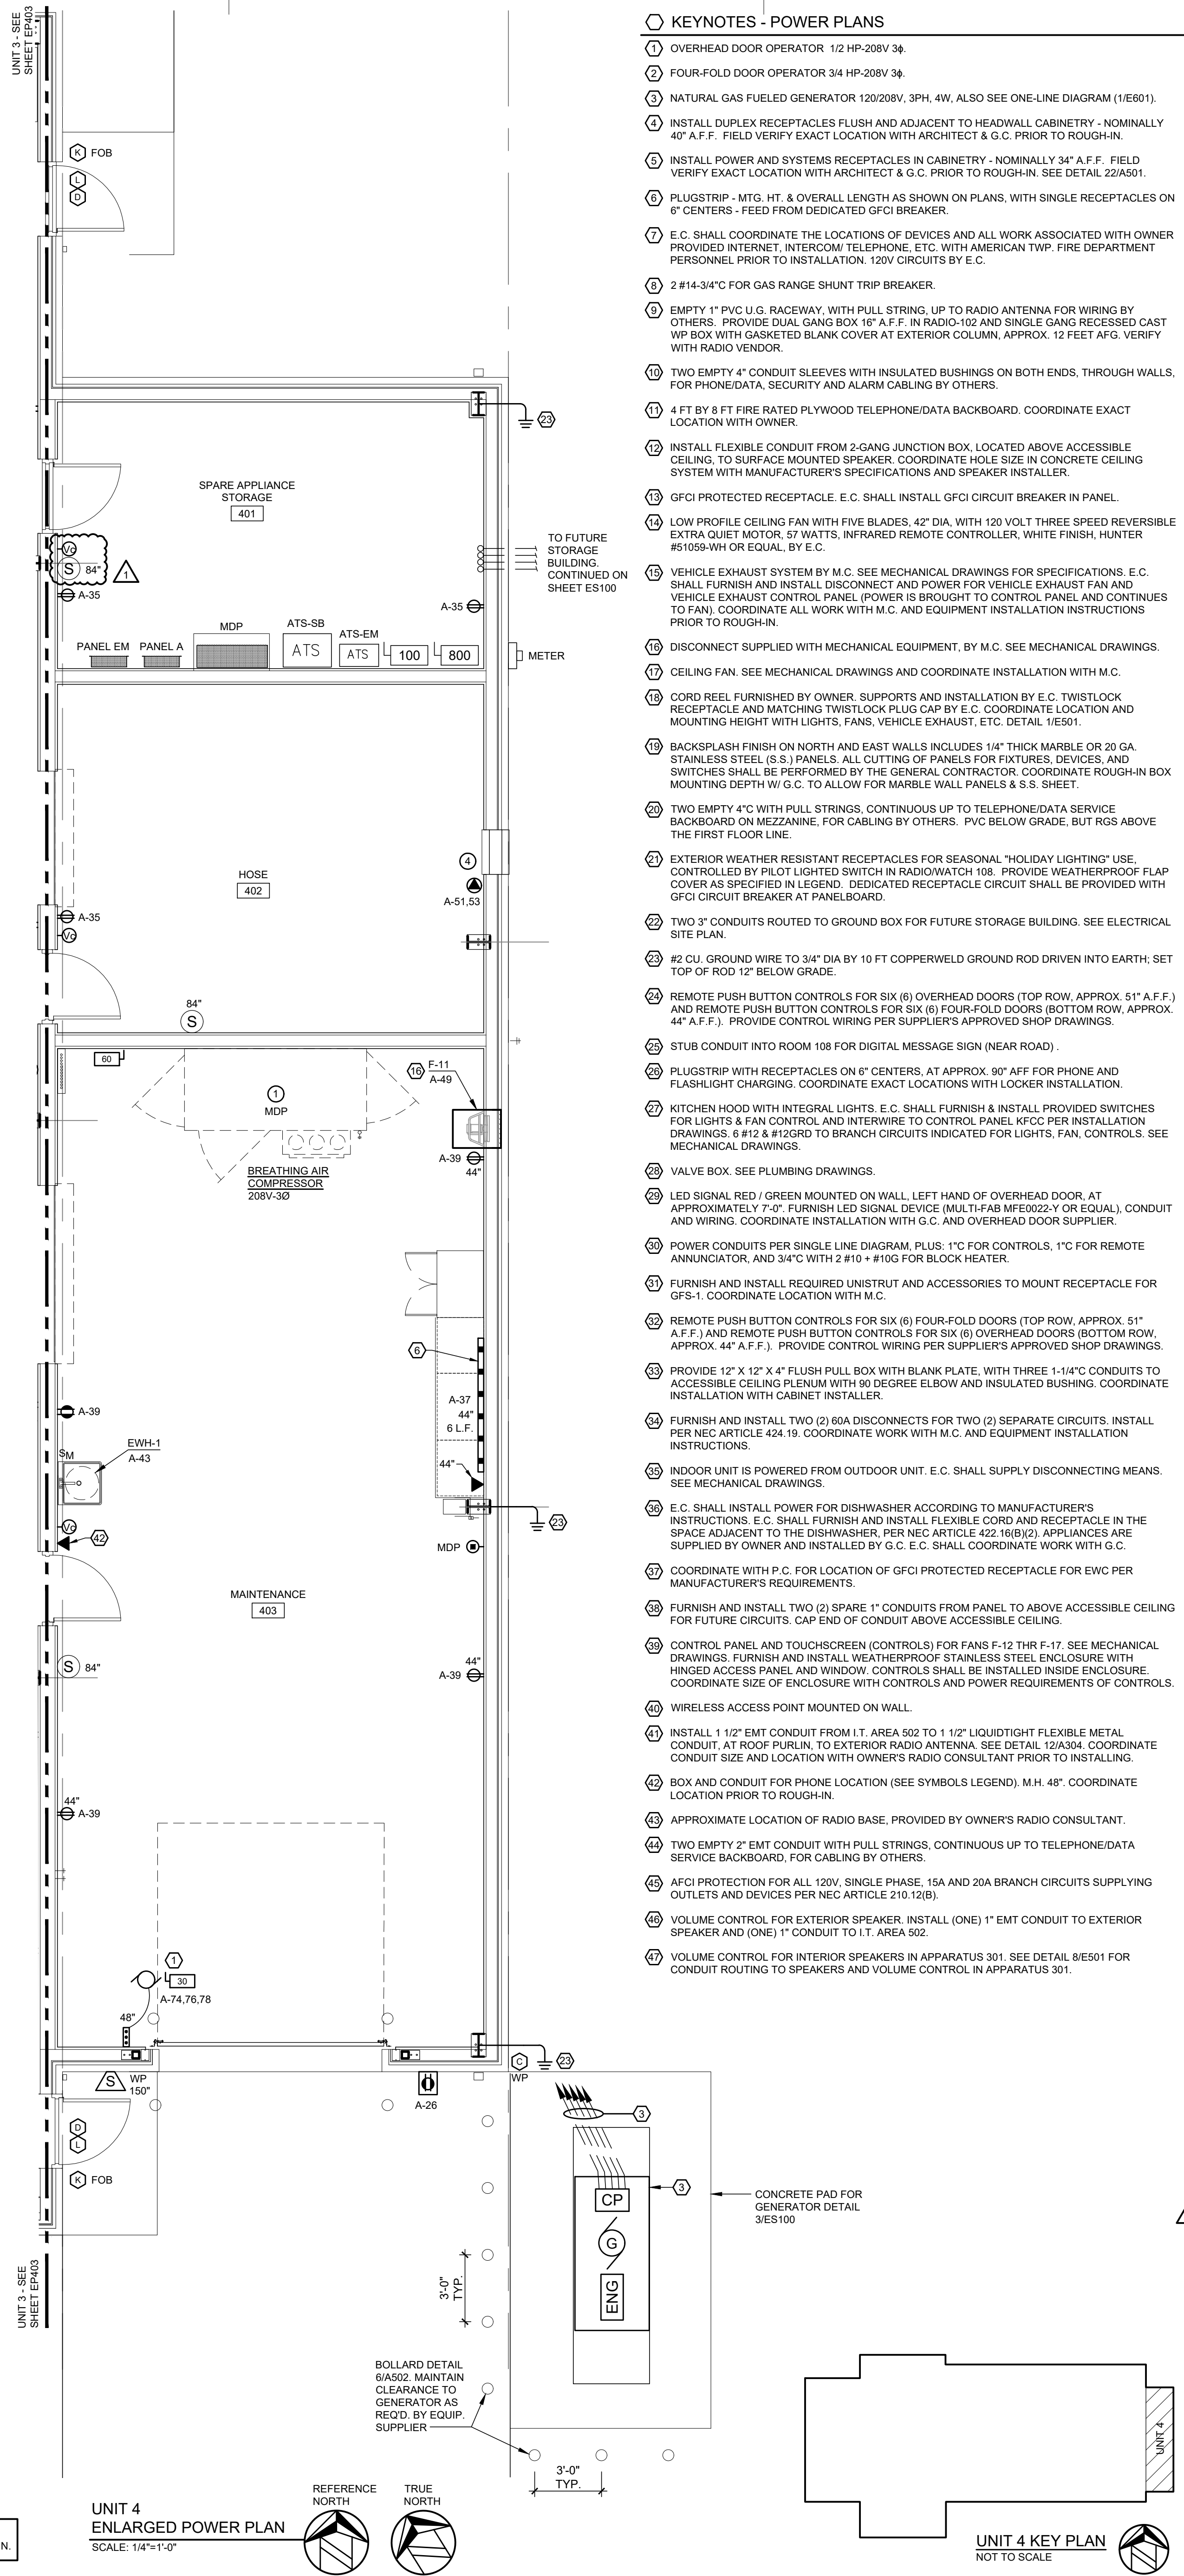 UNIT 3 - SEE
SHEET EP403
K FOB
L
D
SPARE APPLIANCE
STORAGE
401
23
Vc
S 84"
1
A-35
A-35
TO FUTURE
STORAGE
BUILDING.
CONTINUED ON
SHEET ES100
PANEL EM
PANEL A
MDP
ATS-SB
ATS
ATS-EM
ATS
100
800
METER
HOSE
402
4
A-51,53
A-35
Vc
84"
S
60
1
MDP
16
F-11
A-49
A-39
44"
BREATHING AIR
COMPRESSOR
208V-3Ø
6
A-37
44"
6 L.F.
44"
A-39
SM
EWH-1
A-43
Vc
42
23
MDP
MAINTENANCE
403
S 84"
44"
A-39
44"
A-39
1
30
A-74,76,78
48"
S WP
150"
A-26
C
WP
23
D
L
K FOB
3
3
CP
G
ENG
CONCRETE PAD FOR
GENERATOR DETAIL
3/ES100
UNIT 3 - SEE
SHEET EP403
3'-0"
TYP.
BOLLARD DETAIL
6/A502. MAINTAIN
CLEARANCE TO
GENERATOR AS
REQ'D. BY EQUIP.
SUPPLIER
3'-0"
TYP.
N.
UNIT 4
ENLARGED POWER PLAN
SCALE: 1/4"=1'-0"
REFERENCE
NORTH
TRUE
NORTH
UNIT 4
UNIT 4 KEY PLAN
NOT TO SCALE
KEYNOTES - POWER PLANS
1 OVERHEAD DOOR OPERATOR 1/2 HP-208V 3ϕ.
2 FOUR-FOLD DOOR OPERATOR 3/4 HP-208V 3ϕ.
3 NATURAL GAS FUELED GENERATOR 120/208V, 3PH, 4W, ALSO SEE ONE-LINE DIAGRAM (1/E601).
4 INSTALL DUPLEX RECEPTACLES FLUSH AND ADJACENT TO HEADWALL CABINETRY - NOMINALLY
40" A.F.F. FIELD VERIFY EXACT LOCATION WITH ARCHITECT & G.C. PRIOR TO ROUGH-IN.
5 INSTALL POWER AND SYSTEMS RECEPTACLES IN CABINETRY - NOMINALLY 34" A.F.F. FIELD
VERIFY EXACT LOCATION WITH ARCHITECT & G.C. PRIOR TO ROUGH-IN. SEE DETAIL 22/A501.
6 PLUGSTRIP - MTG. HT. & OVERALL LENGTH AS SHOWN ON PLANS, WITH SINGLE RECEPTACLES ON
6" CENTERS - FEED FROM DEDICATED GFCI BREAKER.
7 E.C. SHALL COORDINATE THE LOCATIONS OF DEVICES AND ALL WORK ASSOCIATED WITH OWNER
PROVIDED INTERNET, INTERCOM/ TELEPHONE, ETC. WITH AMERICAN TWP. FIRE DEPARTMENT
PERSONNEL PRIOR TO INSTALLATION. 120V CIRCUITS BY E.C.
8 2 #14-3/4"C FOR GAS RANGE SHUNT TRIP BREAKER.
9 EMPTY 1" PVC U.G. RACEWAY, WITH PULL STRING, UP TO RADIO ANTENNA FOR WIRING BY
OTHERS. PROVIDE DUAL GANG BOX 16" A.F.F. IN RADIO-102 AND SINGLE GANG RECESSED CAST
WP BOX WITH GASKETED BLANK COVER AT EXTERIOR COLUMN, APPROX. 12 FEET AFG. VERIFY
WITH RADIO VENDOR.
10 TWO EMPTY 4" CONDUIT SLEEVES WITH INSULATED BUSHINGS ON BOTH ENDS, THROUGH WALLS,
FOR PHONE/DATA, SECURITY AND ALARM CABLING BY OTHERS.
11 4 FT BY 8 FT FIRE RATED PLYWOOD TELEPHONE/DATA BACKBOARD. COORDINATE EXACT
LOCATION WITH OWNER.
12 INSTALL FLEXIBLE CONDUIT FROM 2-GANG JUNCTION BOX, LOCATED ABOVE ACCESSIBLE
CEILING, TO SURFACE MOUNTED SPEAKER. COORDINATE HOLE SIZE IN CONCRETE CEILING
SYSTEM WITH MANUFACTURER'S SPECIFICATIONS AND SPEAKER INSTALLER.
13 GFCI PROTECTED RECEPTACLE. E.C. SHALL INSTALL GFCI CIRCUIT BREAKER IN PANEL.
14 LOW PROFILE CEILING FAN WITH FIVE BLADES, 42" DIA, WITH 120 VOLT THREE SPEED REVERSIBLE
EXTRA QUIET MOTOR, 57 WATTS, INFRARED REMOTE CONTROLLER, WHITE FINISH, HUNTER
#51059-WH OR EQUAL, BY E.C.
15 VEHICLE EXHAUST SYSTEM BY M.C. SEE MECHANICAL DRAWINGS FOR SPECIFICATIONS. E.C.
SHALL FURNISH AND INSTALL DISCONNECT AND POWER FOR VEHICLE EXHAUST FAN AND
VEHICLE EXHAUST CONTROL PANEL (POWER IS BROUGHT TO CONTROL PANEL AND CONTINUES
TO FAN). COORDINATE ALL WORK WITH M.C. AND EQUIPMENT INSTALLATION INSTRUCTIONS
PRIOR TO ROUGH-IN.
16 DISCONNECT SUPPLIED WITH MECHANICAL EQUIPMENT, BY M.C. SEE MECHANICAL DRAWINGS.
17 CEILING FAN. SEE MECHANICAL DRAWINGS AND COORDINATE INSTALLATION WITH M.C.
18 CORD REEL FURNISHED BY OWNER. SUPPORTS AND INSTALLATION BY E.C. TWISTLOCK
RECEPTACLE AND MATCHING TWISTLOCK PLUG CAP BY E.C. COORDINATE LOCATION AND
MOUNTING HEIGHT WITH LIGHTS, FANS, VEHICLE EXHAUST, ETC. DETAIL 1/E501.
19 BACKSPLASH FINISH ON NORTH AND EAST WALLS INCLUDES 1/4" THICK MARBLE OR 20 GA.
STAINLESS STEEL (S.S.) PANELS. ALL CUTTING OF PANELS FOR FIXTURES, DEVICES, AND
SWITCHES SHALL BE PERFORMED BY THE GENERAL CONTRACTOR. COORDINATE ROUGH-IN BOX
MOUNTING DEPTH W/ G.C. TO ALLOW FOR MARBLE WALL PANELS & S.S. SHEET.
20 TWO EMPTY 4"C WITH PULL STRINGS, CONTINUOUS UP TO TELEPHONE/DATA SERVICE
BACKBOARD ON MEZZANINE, FOR CABLING BY OTHERS. PVC BELOW GRADE, BUT RGS ABOVE
THE FIRST FLOOR LINE.
21 EXTERIOR WEATHER RESISTANT RECEPTACLES FOR SEASONAL "HOLIDAY LIGHTING" USE,
CONTROLLED BY PILOT LIGHTED SWITCH IN RADIO/WATCH 108. PROVIDE WEATHERPROOF FLAP
COVER AS SPECIFIED IN LEGEND. DEDICATED RECEPTACLE CIRCUIT SHALL BE PROVIDED WITH
GFCI CIRCUIT BREAKER AT PANELBOARD.
22 TWO 3" CONDUITS ROUTED TO GROUND BOX FOR FUTURE STORAGE BUILDING. SEE ELECTRICAL
SITE PLAN.
23 #2 CU. GROUND WIRE TO 3/4" DIA BY 10 FT COPPERWELD GROUND ROD DRIVEN INTO EARTH; SET
TOP OF ROD 12" BELOW GRADE.
24 REMOTE PUSH BUTTON CONTROLS FOR SIX (6) OVERHEAD DOORS (TOP ROW, APPROX. 51" A.F.F.)
AND REMOTE PUSH BUTTON CONTROLS FOR SIX (6) FOUR-FOLD DOORS (BOTTOM ROW, APPROX.
44" A.F.F.). PROVIDE CONTROL WIRING PER SUPPLIER'S APPROVED SHOP DRAWINGS.
25 STUB CONDUIT INTO ROOM 108 FOR DIGITAL MESSAGE SIGN (NEAR ROAD) .
26 PLUGSTRIP WITH RECEPTACLES ON 6" CENTERS, AT APPROX. 90" AFF FOR PHONE AND
FLASHLIGHT CHARGING. COORDINATE EXACT LOCATIONS WITH LOCKER INSTALLATION.
27 KITCHEN HOOD WITH INTEGRAL LIGHTS. E.C. SHALL FURNISH & INSTALL PROVIDED SWITCHES
FOR LIGHTS & FAN CONTROL AND INTERWIRE TO CONTROL PANEL KFCC PER INSTALLATION
DRAWINGS. 6 #12 & #12GRD TO BRANCH CIRCUITS INDICATED FOR LIGHTS, FAN, CONTROLS. SEE
MECHANICAL DRAWINGS.
28 VALVE BOX. SEE PLUMBING DRAWINGS.
29 LED SIGNAL RED / GREEN MOUNTED ON WALL, LEFT HAND OF OVERHEAD DOOR, AT
APPROXIMATELY 7'-0". FURNISH LED SIGNAL DEVICE (MULTI-FAB MFE0022-Y OR EQUAL), CONDUIT
AND WIRING. COORDINATE INSTALLATION WITH G.C. AND OVERHEAD DOOR SUPPLIER.
30 POWER CONDUITS PER SINGLE LINE DIAGRAM, PLUS: 1"C FOR CONTROLS, 1"C FOR REMOTE
ANNUNCIATOR, AND 3/4"C WITH 2 #10 + #10G FOR BLOCK HEATER.
31 FURNISH AND INSTALL REQUIRED UNISTRUT AND ACCESSORIES TO MOUNT RECEPTACLE FOR
GFS-1. COORDINATE LOCATION WITH M.C.
32 REMOTE PUSH BUTTON CONTROLS FOR SIX (6) FOUR-FOLD DOORS (TOP ROW, APPROX. 51"
A.F.F.) AND REMOTE PUSH BUTTON CONTROLS FOR SIX (6) OVERHEAD DOORS (BOTTOM ROW,
APPROX. 44" A.F.F.). PROVIDE CONTROL WIRING PER SUPPLIER'S APPROVED SHOP DRAWINGS.
33 PROVIDE 12" X 12" X 4" FLUSH PULL BOX WITH BLANK PLATE, WITH THREE 1-1/4"C CONDUITS TO
ACCESSIBLE CEILING PLENUM WITH 90 DEGREE ELBOW AND INSULATED BUSHING. COORDINATE
INSTALLATION WITH CABINET INSTALLER.
34 FURNISH AND INSTALL TWO (2) 60A DISCONNECTS FOR TWO (2) SEPARATE CIRCUITS. INSTALL
PER NEC ARTICLE 424.19. COORDINATE WORK WITH M.C. AND EQUIPMENT INSTALLATION
INSTRUCTIONS.
35 INDOOR UNIT IS POWERED FROM OUTDOOR UNIT. E.C. SHALL SUPPLY DISCONNECTING MEANS.
SEE MECHANICAL DRAWINGS.
36 E.C. SHALL INSTALL POWER FOR DISHWASHER ACCORDING TO MANUFACTURER'S
INSTRUCTIONS. E.C. SHALL FURNISH AND INSTALL FLEXIBLE CORD AND RECEPTACLE IN THE
SPACE ADJACENT TO THE DISHWASHER, PER NEC ARTICLE 422.16(B)(2). APPLIANCES ARE
SUPPLIED BY OWNER AND INSTALLED BY G.C. E.C. SHALL COORDINATE WORK WITH G.C.
37 COORDINATE WITH P.C. FOR LOCATION OF GFCI PROTECTED RECEPTACLE FOR EWC PER
MANUFACTURER'S REQUIREMENTS.
38 FURNISH AND INSTALL TWO (2) SPARE 1" CONDUITS FROM PANEL TO ABOVE ACCESSIBLE CEILING
FOR FUTURE CIRCUITS. CAP END OF CONDUIT ABOVE ACCESSIBLE CEILING.
39 CONTROL PANEL AND TOUCHSCREEN (CONTROLS) FOR FANS F-12 THR F-17. SEE MECHANICAL
DRAWINGS. FURNISH AND INSTALL WEATHERPROOF STAINLESS STEEL ENCLOSURE WITH
HINGED ACCESS PANEL AND WINDOW. CONTROLS SHALL BE INSTALLED INSIDE ENCLOSURE.
COORDINATE SIZE OF ENCLOSURE WITH CONTROLS AND POWER REQUIREMENTS OF CONTROLS.
40 WIRELESS ACCESS POINT MOUNTED ON WALL.
41 INSTALL 1 1/2" EMT CONDUIT FROM I.T. AREA 502 TO 1 1/2" LIQUIDTIGHT FLEXIBLE METAL
CONDUIT, AT ROOF PURLIN, TO EXTERIOR RADIO ANTENNA. SEE DETAIL 12/A304. COORDINATE
CONDUIT SIZE AND LOCATION WITH OWNER'S RADIO CONSULTANT PRIOR TO INSTALLING.
42 BOX AND CONDUIT FOR PHONE LOCATION (SEE SYMBOLS LEGEND). M.H. 48". COORDINATE
LOCATION PRIOR TO ROUGH-IN.
43 APPROXIMATE LOCATION OF RADIO BASE, PROVIDED BY OWNER'S RADIO CONSULTANT.
44 TWO EMPTY 2" EMT CONDUIT WITH PULL STRINGS, CONTINUOUS UP TO TELEPHONE/DATA
SERVICE BACKBOARD, FOR CABLING BY OTHERS.
45 AFCI PROTECTION FOR ALL 120V, SINGLE PHASE, 15A AND 20A BRANCH CIRCUITS SUPPLYING
OUTLETS AND DEVICES PER NEC ARTICLE 210.12(B).
46 VOLUME CONTROL FOR EXTERIOR SPEAKER. INSTALL (ONE) 1" EMT CONDUIT TO EXTERIOR
SPEAKER AND (ONE) 1" CONDUIT TO I.T. AREA 502.
47 VOLUME CONTROL FOR INTERIOR SPEAKERS IN APPARATUS 301. SEE DETAIL 8/E501 FOR
CONDUIT ROUTING TO SPEAKERS AND VOLUME CONTROL IN APPARATUS 301.